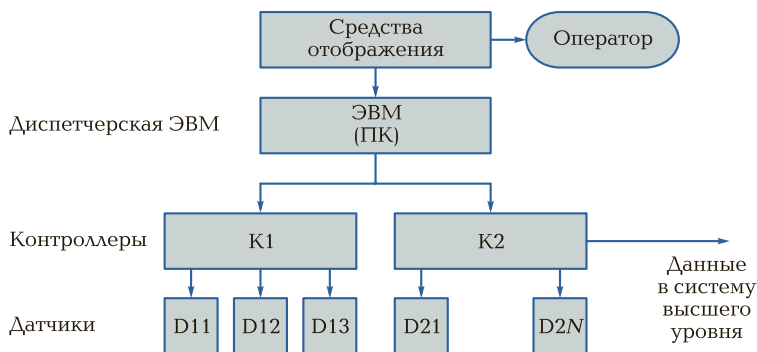 Средства
отображения
Оператор
Диспетчерская ЭВМ
ЭВМ
(ПК)
Контроллеры
К1
К2
Данные
в систему
высшего
уровня
Датчики
D11
D12
D13
D21
D2N